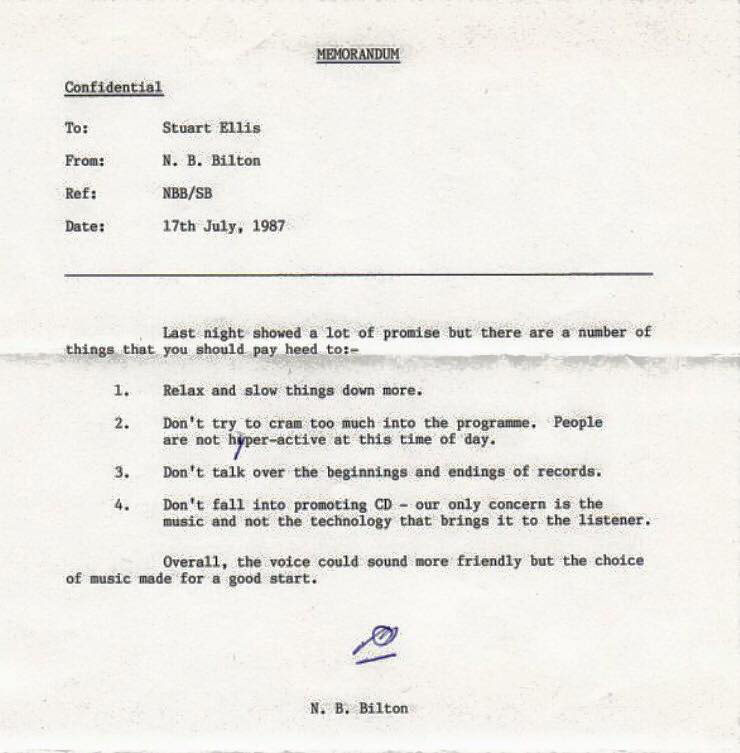 MEMORANDUM
Confidential
To: Stuart Ellis
From: N. B. Bilton
Ref: NBB/SB
Date: 17th July, 1987
Last night showed a lot of promise but there are a number of
things that you should pay heed to:-
1. Relax and slow things down more.
2. Don't try to cram too much into the programme. People
are not hyper-active at this time of day.
3. Don't talk over the beginnings and endings of records.
4. Don't fall into promoting CD - our only concern is the
music and not the technology that brings it to the listener.
Overall, the voice could sound more friendly but the choice
of music made for a good start.
N. B. Bilton